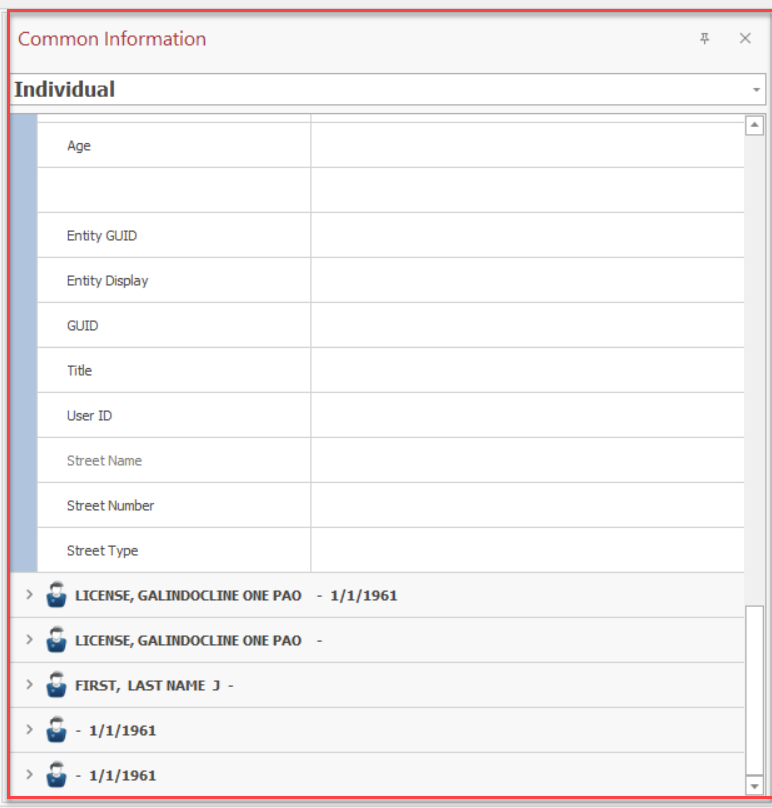 Common Information
Individual
Age
Entity GUID
Entity Display
GUID
Title
User ID
Street Name
Street Number
Street Type
LICENSE, GALINDOCLINE ONE PAO - 1/1/1961
LICENSE, GALINDOCLINE ONE PAO -
FIRST, LAST NAME J -
- 1/1/1961
- 1/1/1961